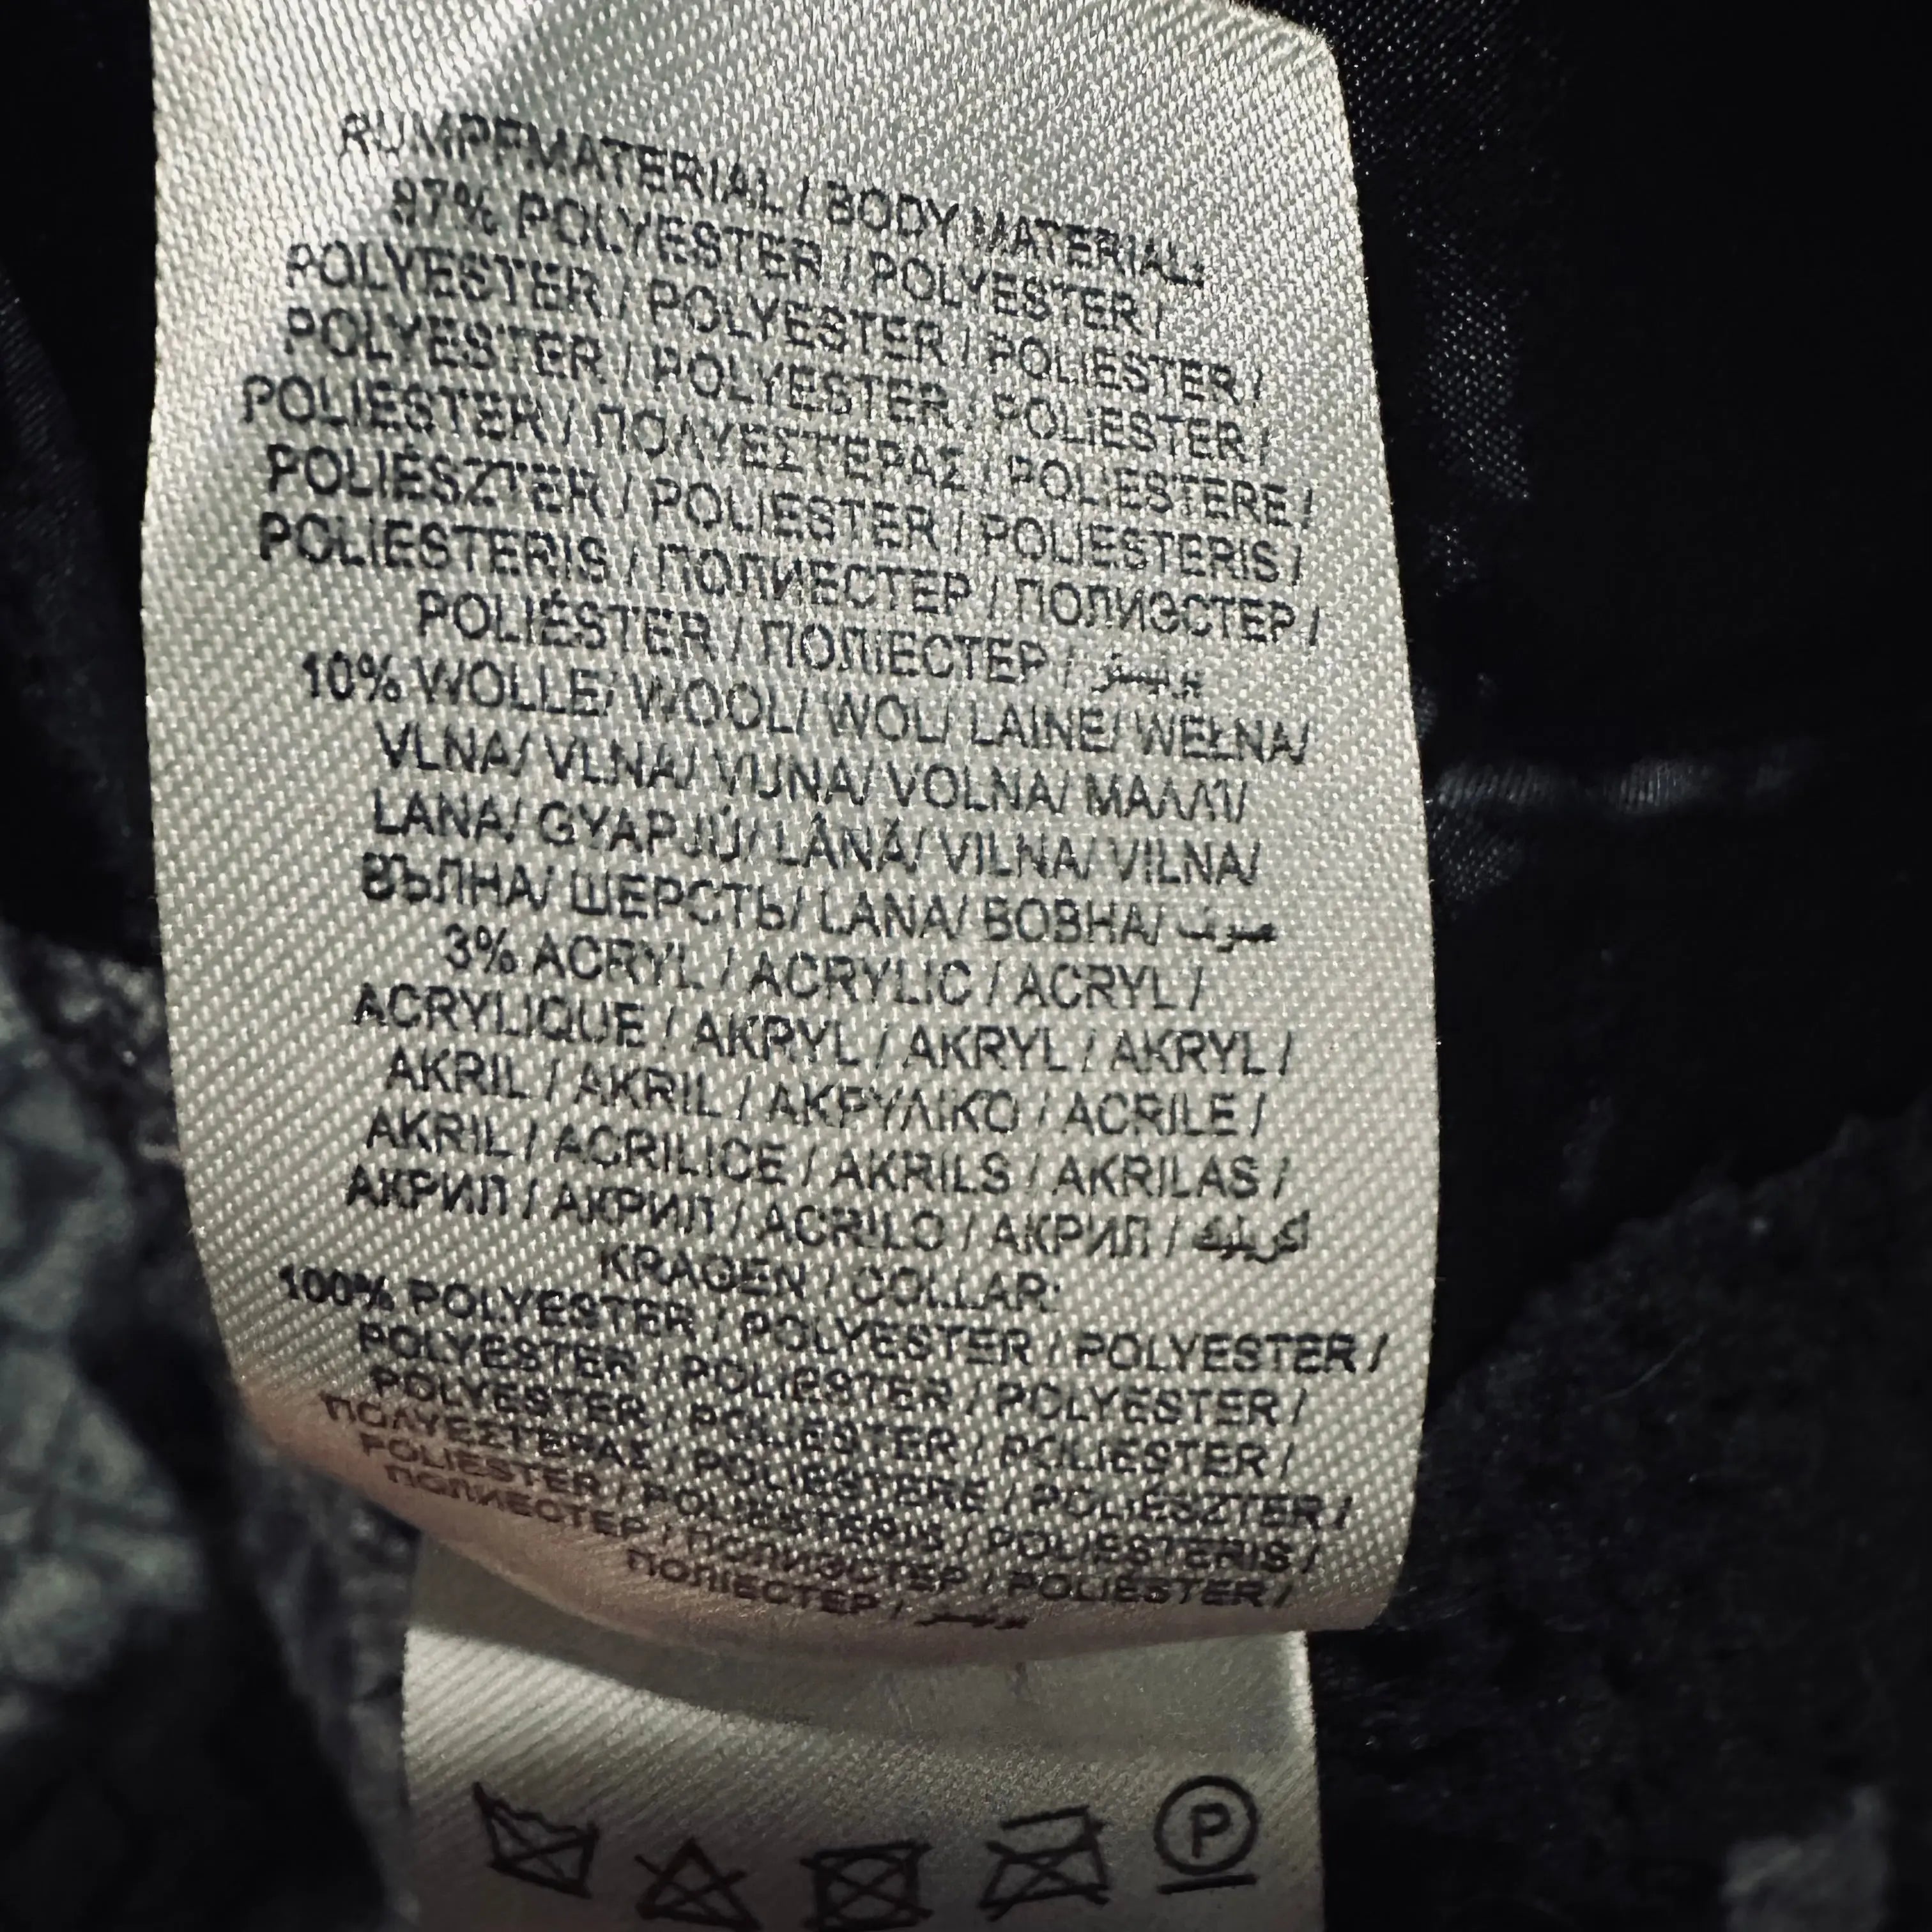 RUMPFMATERIAL / BODY MATERIAL:
87% POLYESTER / POLYESTER /
POLYESTER / POLYESTER / POLIESTER /
POLYESTER / POLYESTER / POLIESTER /
POLIESTER / ΠΟΛΥΕΣΤΕΡΑΣ / POLIESTERE /
POLIÉSZTER / POLIESTER / POLIESTERIS /
POLIESTERIS / ПОЛИЕСТЕР / ПОЛИЭСТЕР /
POLIÉSTER / ПОЛІЕСТЕР /
10% WOLLE/ WOOL/ WOL/ LAINE/ WEŁNA/
VLNA/ VLNA/ VUNA/ VOLNA/ ΜΑΛΛΊ/
LANA/ GYAPJÚ/ LÂNĂ/ VILNA/ VILNA/
ВЪЛНА/ ШЕРСТЬ/ LANA/ ВОВНА/ صوف
3% ACRYL / ACRYLIC / ACRYL /
ACRYLIQUE / AKRYL / AKRYL / AKRYL /
AKRIL / AKRIL / ΑΚΡΥΛΙΚΟ / ACRILE /
AKRIL / ACRILICE / AKRILS / AKRILAS /
АКРИЛ / АКРИЛ / ACRILO / АКРИЛ / أكريليك
KRAGEN / COLLAR:
100% POLYESTER / POLYESTER / POLYESTER /
POLYESTER / POLIESTER / POLYESTER /
POLYESTER / POLIESTER / POLIESTER /
ΠΟΛΥΕΣΤΕΡΑΣ / POLIESTERE / POLIÉSZTER /
POLIESTER / POLIESTERIS / POLIESTERIS /
ПОЛИЕСТЕР / ПОЛИЭСТЕР / POLIÉSTER /
ПОЛІЕСТЕР /
P